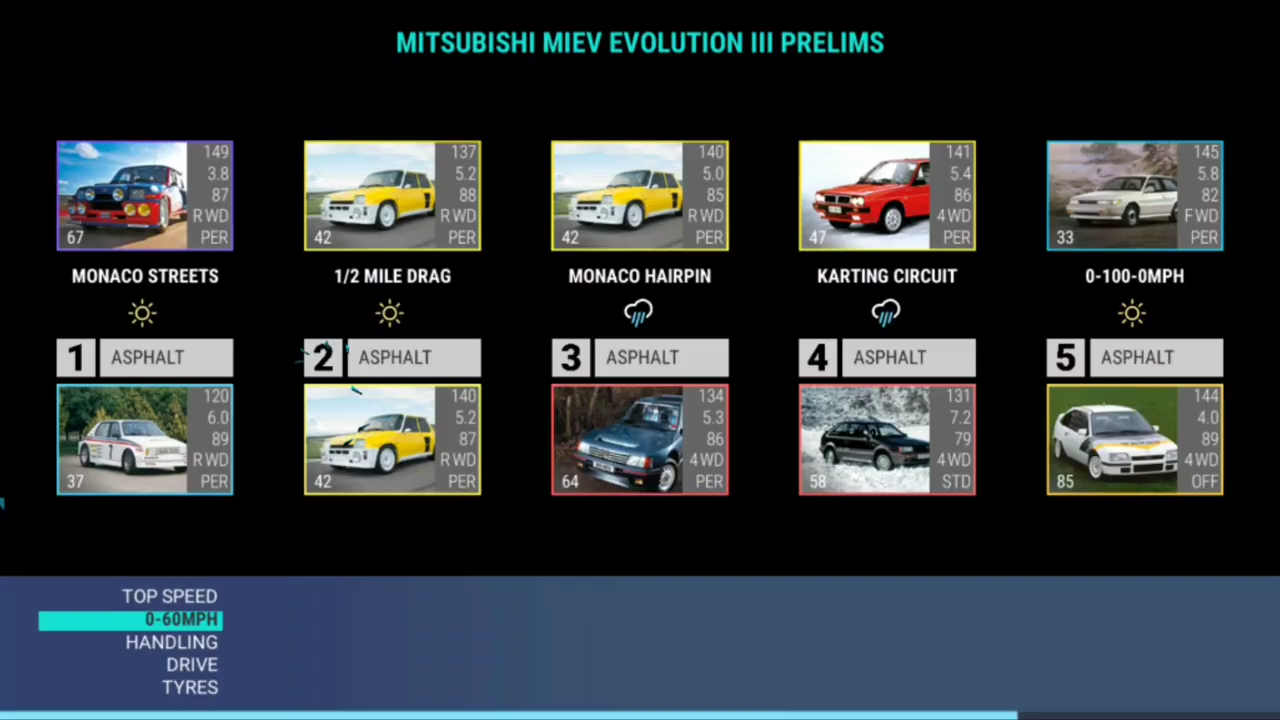 MITSUBISHI MIEV EVOLUTION III PRELIMS
149 137 140 141 145
3.8 5.2 5.0 5.4 5.8
87 88 85 86 82
RWD RWD RWD 4WD FWD
67 PER 42 PER 42 PER 47 PER 33 PER
MONACO STREETS 1/2 MILE DRAG MONACO HAIRPIN KARTING CIRCUIT 0-100-0MPH
1 ASPHALT 2 ASPHALT 3 ASPHALT 4 ASPHALT 5 ASPHALT
120 140 134 131 144
6.0 5.2 5.3 7.2 4.0
89 87 86 79 89
RWD RWD 4WD 4WD 4WD
37 PER 42 PER 64 PER 58 STD 85 OFF
TOP SPEED
0-60MPH
HANDLING
DRIVE
TYRES